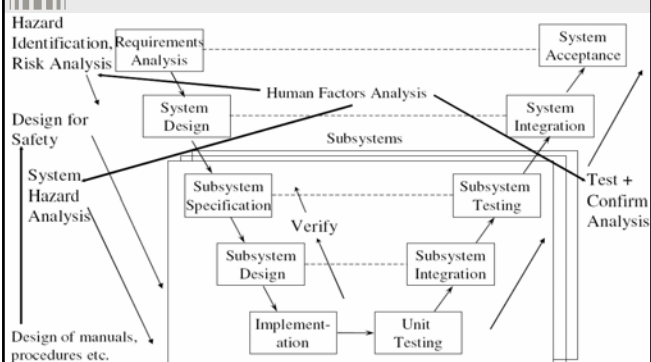 Hazard
Identification,
Risk Analysis
Requirements
Analysis
System
Acceptance
Human Factors Analysis
System
Design
System
Integration
Design for
Safety
Subsystems
System
Hazard
Analysis
Subsystem
Specification
Subsystem
Testing
Test +
Confirm
Analysis
Verify
Subsystem
Design
Subsystem
Integration
Implement-
ation
Unit
Testing
Design of manuals,
procedures etc.